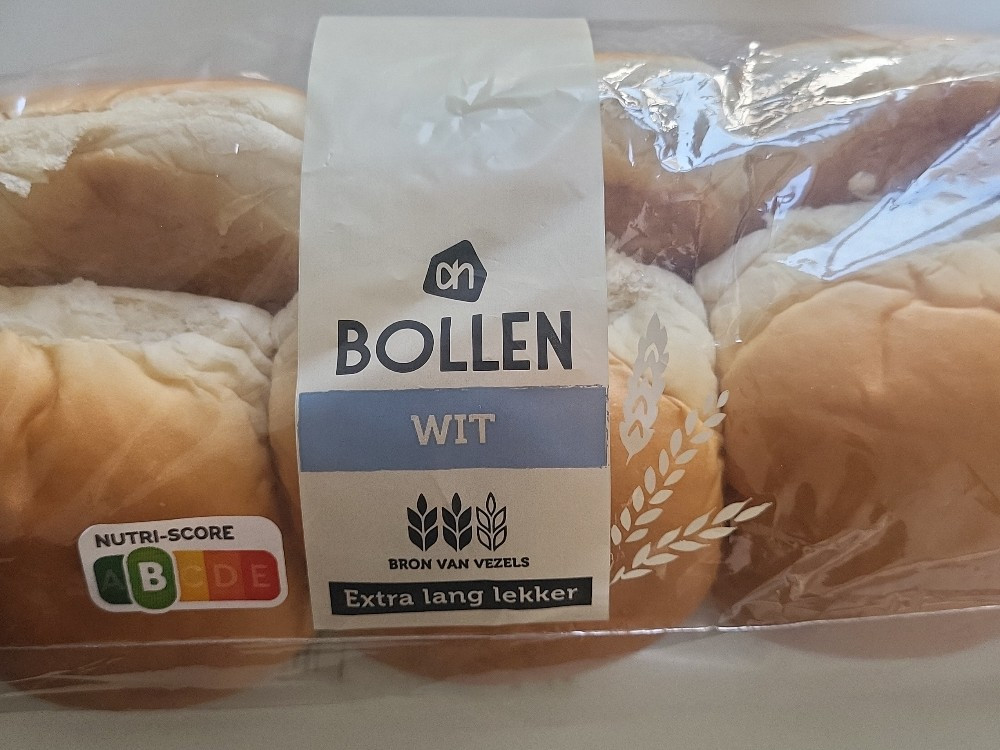 ah
BOLLEN
WIT
BRON VAN VEZELS
Extra lang lekker
NUTRI-SCORE
A B C D E